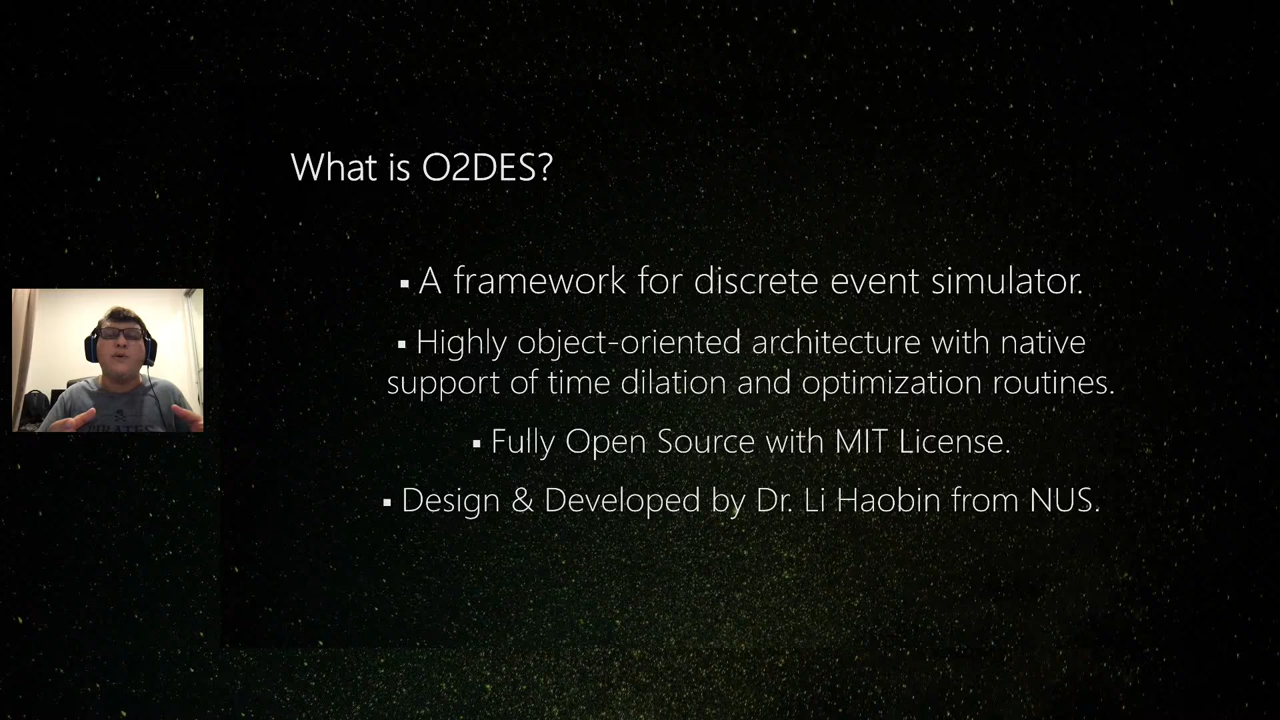 What is O2DES?
▪ A framework for discrete event simulator.
▪ Highly object-oriented architecture with native
support of time dilation and optimization routines.
▪ Fully Open Source with MIT License.
▪ Design & Developed by Dr. Li Haobin from NUS.
PIRATES